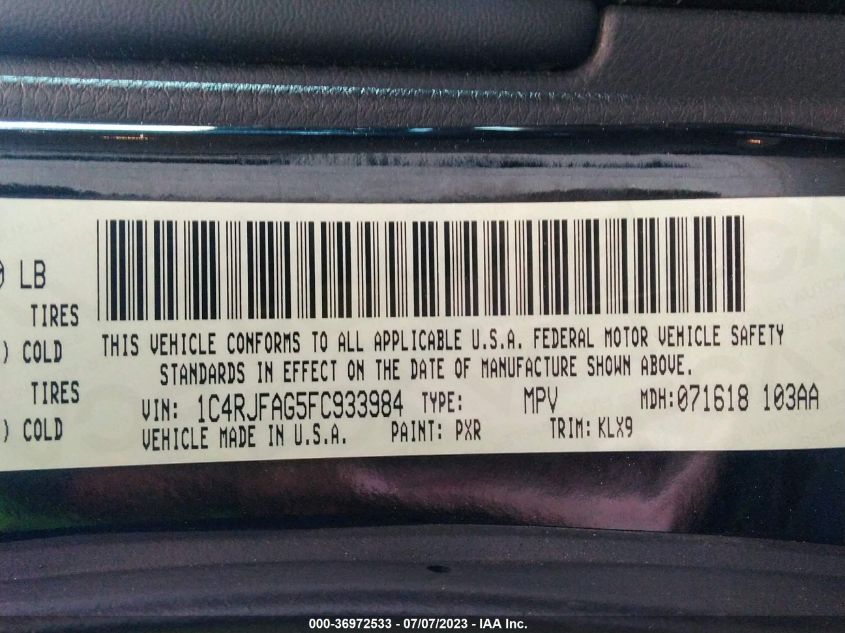 LB
TIRES
) COLD
TIRES
) COLD
THIS VEHICLE CONFORMS TO ALL APPLICABLE U.S.A. FEDERAL MOTOR VEHICLE SAFETY
STANDARDS IN EFFECT ON THE DATE OF MANUFACTURE SHOWN ABOVE.
VIN: 1C4RJFAG5FC933984 TYPE: MPV MDH:071618 103AA
VEHICLE MADE IN U.S.A. PAINT: PXR TRIM: KLX9
000-36972533 - 07/07/2023 - IAA Inc.